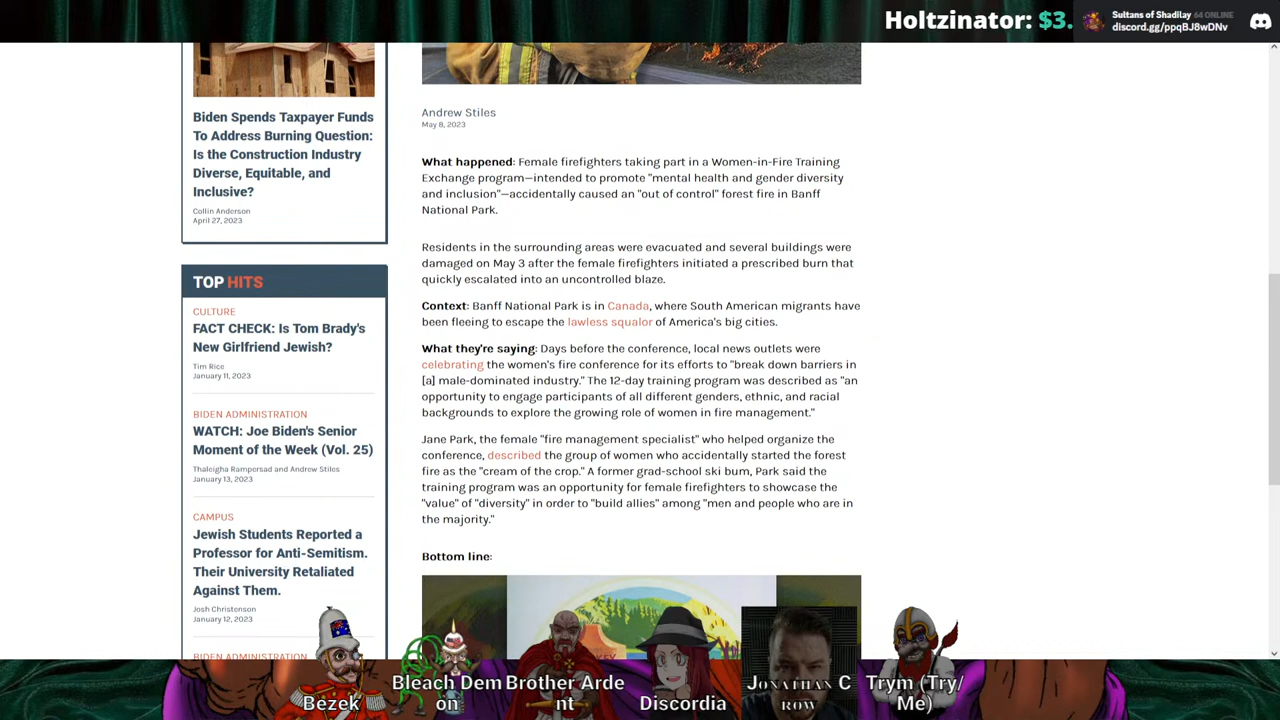 Holtzinator: $3.
Sultans of Shadilay 64 ONLINE
discord.gg/ppqBJ8wDNv
Biden Spends Taxpayer Funds
To Address Burning Question:
Is the Construction Industry
Diverse, Equitable, and
Inclusive?
Collin Anderson
April 27, 2023
TOP HITS
CULTURE
FACT CHECK: Is Tom Brady's
New Girlfriend Jewish?
Tim Rice
January 11, 2023
BIDEN ADMINISTRATION
WATCH: Joe Biden's Senior
Moment of the Week (Vol. 25)
Thaleigha Rampersad and Andrew Stiles
January 13, 2023
CAMPUS
Jewish Students Reported a
Professor for Anti-Semitism.
Their University Retaliated
Against Them.
Josh Christenson
January 12, 2023
BIDEN ADMINISTRATION
Andrew Stiles
May 8, 2023
What happened: Female firefighters taking part in a Women-in-Fire Training
Exchange program—intended to promote "mental health and gender diversity
and inclusion"—accidentally caused an "out of control" forest fire in Banff
National Park.
Residents in the surrounding areas were evacuated and several buildings were
damaged on May 3 after the female firefighters initiated a prescribed burn that
quickly escalated into an uncontrolled blaze.
Context: Banff National Park is in Canada, where South American migrants have
been fleeing to escape the lawless squalor of America's big cities.
What they're saying: Days before the conference, local news outlets were
celebrating the women's fire conference for its efforts to "break down barriers in
[a] male-dominated industry." The 12-day training program was described as "an
opportunity to engage participants of all different genders, ethnic, and racial
backgrounds to explore the growing role of women in fire management."
Jane Park, the female "fire management specialist" who helped organize the
conference, described the group of women who accidentally started the forest
fire as the "cream of the crop." A former grad-school ski bum, Park said the
training program was an opportunity for female firefighters to showcase the
"value" of "diversity" in order to "build allies" among "men and people who are in
the majority."
Bottom line:
Bezek
Bleach Dem
on
Brother Arde
nt
Discordia
Jonathan C
row
Trym (Try/
Me)